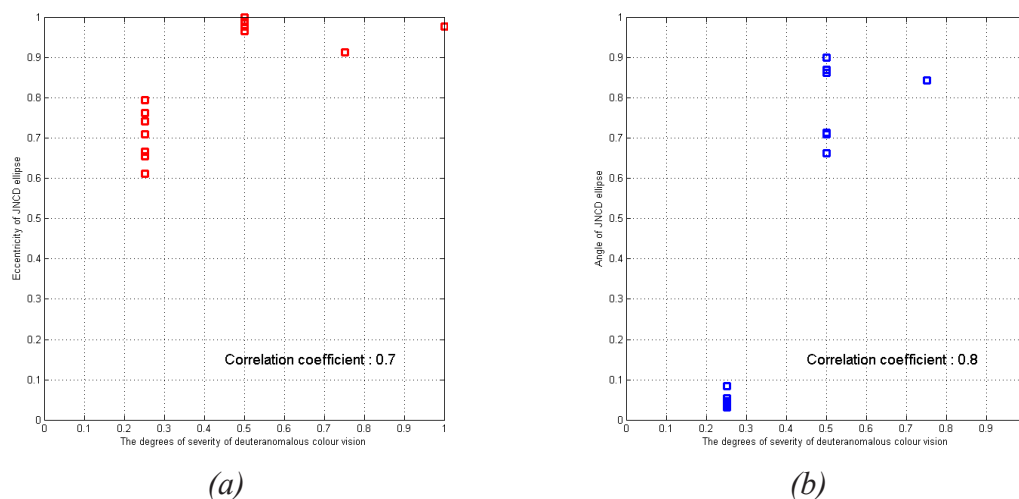 1
0.9
0.8
0.7
0.6
0.5
0.4
0.3
0.2
0.1
0
Eccentricity of JNCD ellipse
Correlation coefficient : 0.7
0 0.1 0.2 0.3 0.4 0.5 0.6 0.7 0.8 0.9 1
The degrees of severity of deuteranomalous colour vision
(a)
1
0.9
0.8
0.7
0.6
0.5
0.4
0.3
0.2
0.1
0
Angle of JNCD ellipse
Correlation coefficient : 0.8
0 0.1 0.2 0.3 0.4 0.5 0.6 0.7 0.8 0.9
The degrees of severity of deuteranomalous colour vision
(b)